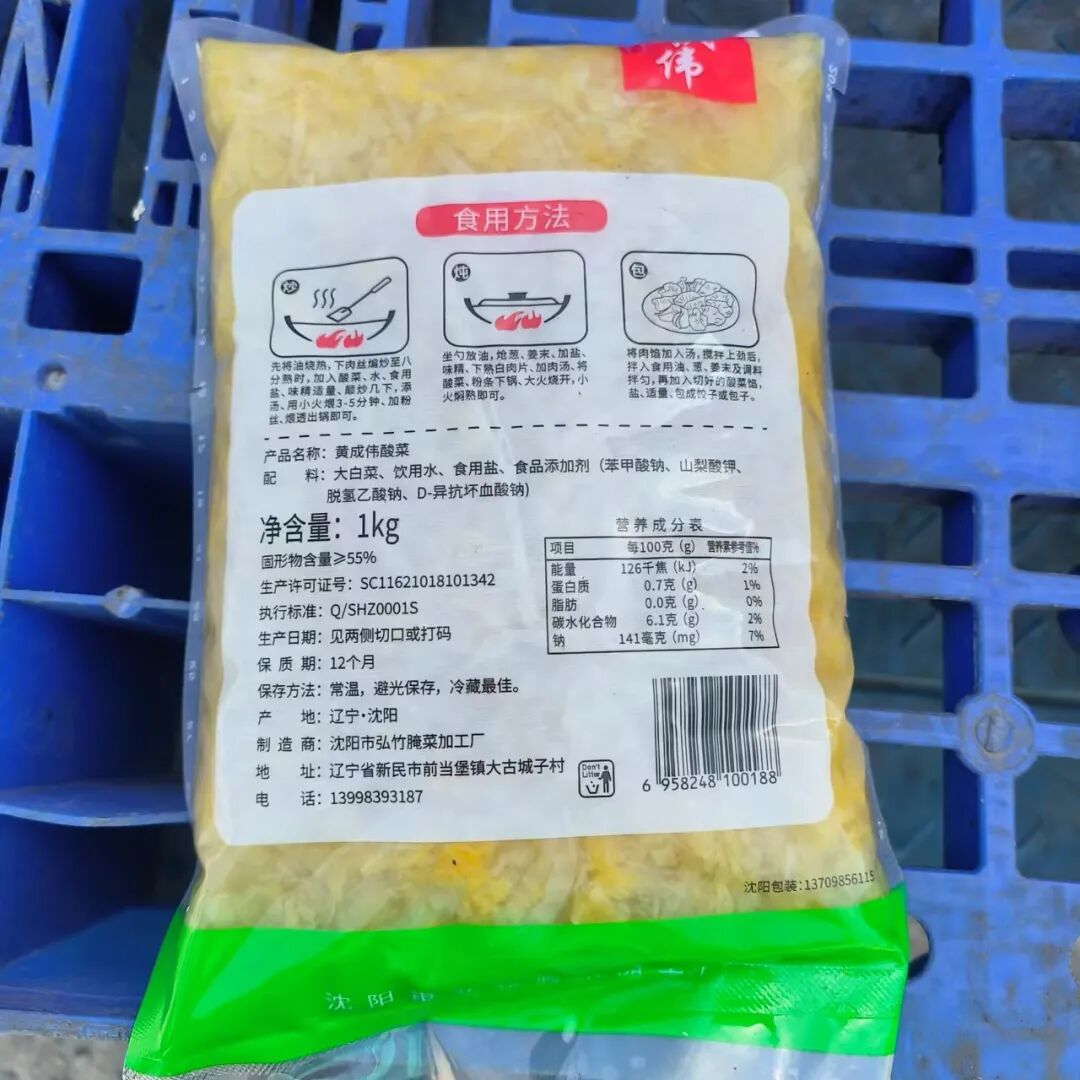 伟
食用方法
炒
炖
包
先将油烧热，下肉丝煸炒至八
分熟时，加入酸菜、水、食用
盐、味精适量、颠炒几下，添
汤、用小火煨3-5分钟、加粉
丝、煨透出锅即可。
坐勺放油，炝葱、姜末、加盐、
味精、下熟白肉片、加肉汤、将
酸菜、粉条下锅、大火烧开，小
火焖熟即可。
将肉馅加入汤，搅拌上劲后，
拌入食用油、葱、姜末及调料
拌匀，再加入切好的酸菜馅，
盐、适量、包成饺子或包子。
产品名称：黄成伟酸菜
配 料：大白菜、饮用水、食用盐、食品添加剂（苯甲酸钠、山梨酸钾、
脱氢乙酸钠、D-异抗坏血酸钠)
净含量：1kg
固形物含量≥55%
生产许可证号：SC11621018101342
执行标准：Q/SHZ0001S
生产日期：见两侧切口或打码
保 质 期：12个月
保存方法：常温，避光保存，冷藏最佳。
产 地：辽宁·沈阳
制 造 商：沈阳市弘竹腌菜加工厂
地 址：辽宁省新民市前当堡镇大古城子村
电 话：13998393187
营养成分表
项目 每100克（g） 营养素参考值%
能量 126千焦（kJ） 2%
蛋白质 0.7克（g） 1%
脂肪 0.0克（g） 0%
碳水化合物 6.1克（g） 2%
钠 141毫克（mg） 7%
Don't
Litter
6 958248 100188
沈阳包装：13709856115
沈阳市